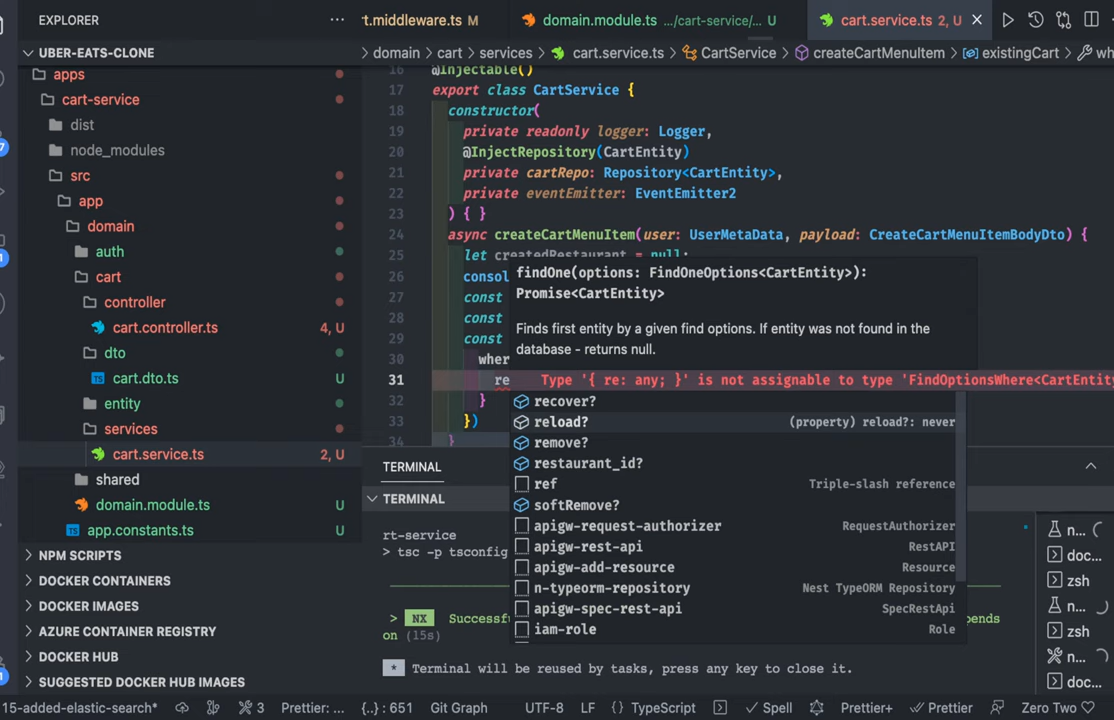 EXPLORER
UBER-EATS-CLONE
apps
cart-service
dist
node_modules
src
app
domain
auth
cart
controller
cart.controller.ts 4, U
dto
cart.dto.ts U
entity
services
cart.service.ts 2, U
shared
domain.module.ts U
app.constants.ts U
NPM SCRIPTS
DOCKER CONTAINERS
DOCKER IMAGES
AZURE CONTAINER REGISTRY
DOCKER HUB
SUGGESTED DOCKER HUB IMAGES
rt.middleware.ts M domain.module.ts .../cart-service/... U cart.service.ts 2, U
domain > cart > services > cart.service.ts > CartService > createCartMenuItem > existingCart > wh
16 @Injectable()
17 export class CartService {
18 constructor(
19 private readonly logger: Logger,
20 @InjectRepository(CartEntity)
21 private cartRepo: Repository<CartEntity>,
22 private eventEmitter: EventEmitter2
23 ) { }
24 async createCartMenuItem(user: UserMetaData, payload: CreateCartMenuItemBodyDto) {
25 let createdRestaurant = null;
26 consol
27 const
28 const
29 const
30 wher
31 re Type '{ re: any; }' is not assignable to type 'FindOptionsWhere<CartEntity
32 }
33 })
34 }
findOne(options: FindOneOptions<CartEntity>):
Promise<CartEntity>
Finds first entity by a given find options. If entity was not found in the
database - returns null.
recover?
reload? (property) reload?: never
remove?
restaurant_id?
ref Triple-slash reference
softRemove?
apigw-request-authorizer RequestAuthorizer
apigw-rest-api RestAPI
apigw-add-resource Resource
n-typeorm-repository Nest TypeORM Repository
apigw-spec-rest-api SpecRestApi
iam-role Role
TERMINAL
TERMINAL
rt-service
> tsc -p tsconfig
> NX Successf pends
on (15s)
* Terminal will be reused by tasks, press any key to close it.
n...
doc...
zsh
n...
zsh
n...
doc...
15-added-elastic-search* 3 Prettier: ... {..} : 651 Git Graph UTF-8 LF {} TypeScript Spell Prettier+ Prettier Zero Two